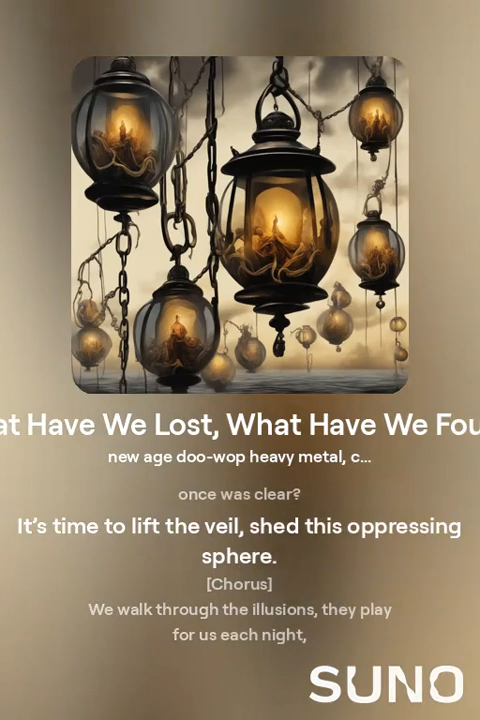 at Have We Lost, What Have We Fou
new age doo-wop heavy metal, c...
once was clear?
It's time to lift the veil, shed this oppressing
sphere.
[Chorus]
We walk through the illusions, they play
for us each night,
SUNO